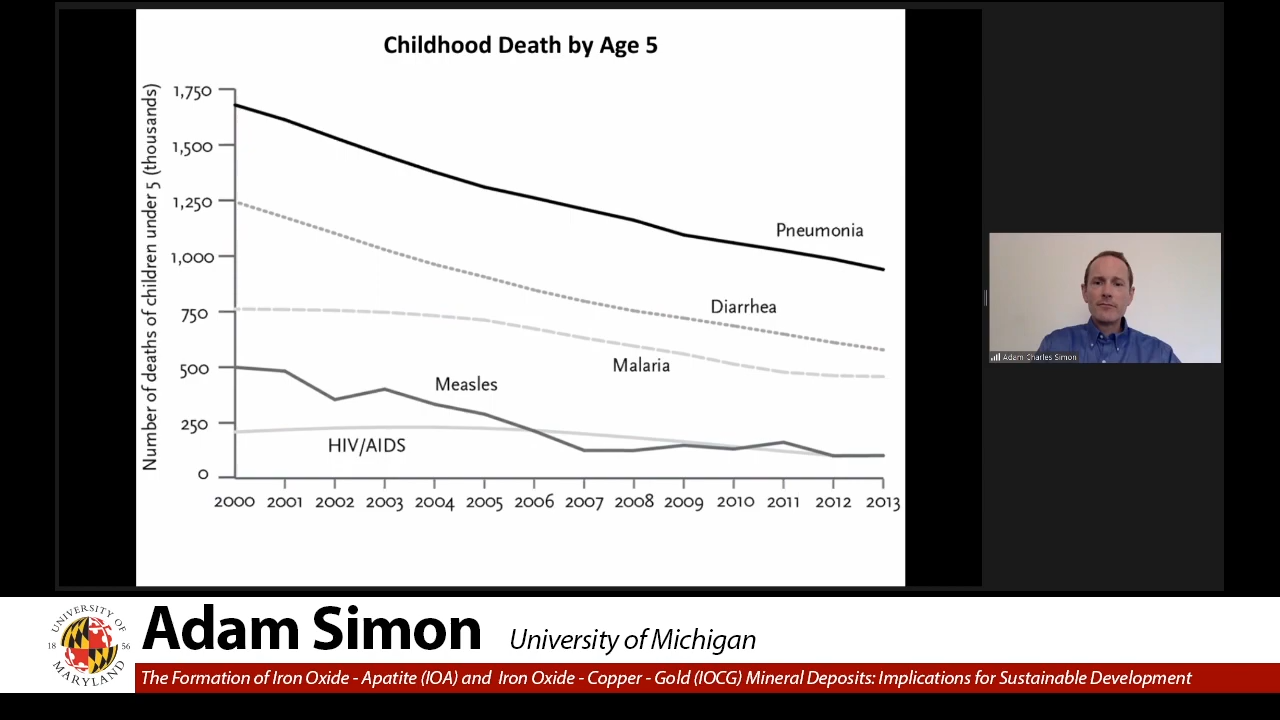 Childhood Death by Age 5
Number of deaths of children under 5 (thousands)
1,750
1,500
1,250
1,000
750
500
250
0
Pneumonia
Diarrhea
Malaria
Measles
HIV/AIDS
2000 2001 2002 2003 2004 2005 2006 2007 2008 2009 2010 2011 2012 2013
Adam Charles Simon
UNIVERSITY OF
18 56
MARYLAND
Adam Simon University of Michigan
The Formation of Iron Oxide - Apatite (IOA) and Iron Oxide - Copper - Gold (IOCG) Mineral Deposits: Implications for Sustainable Development